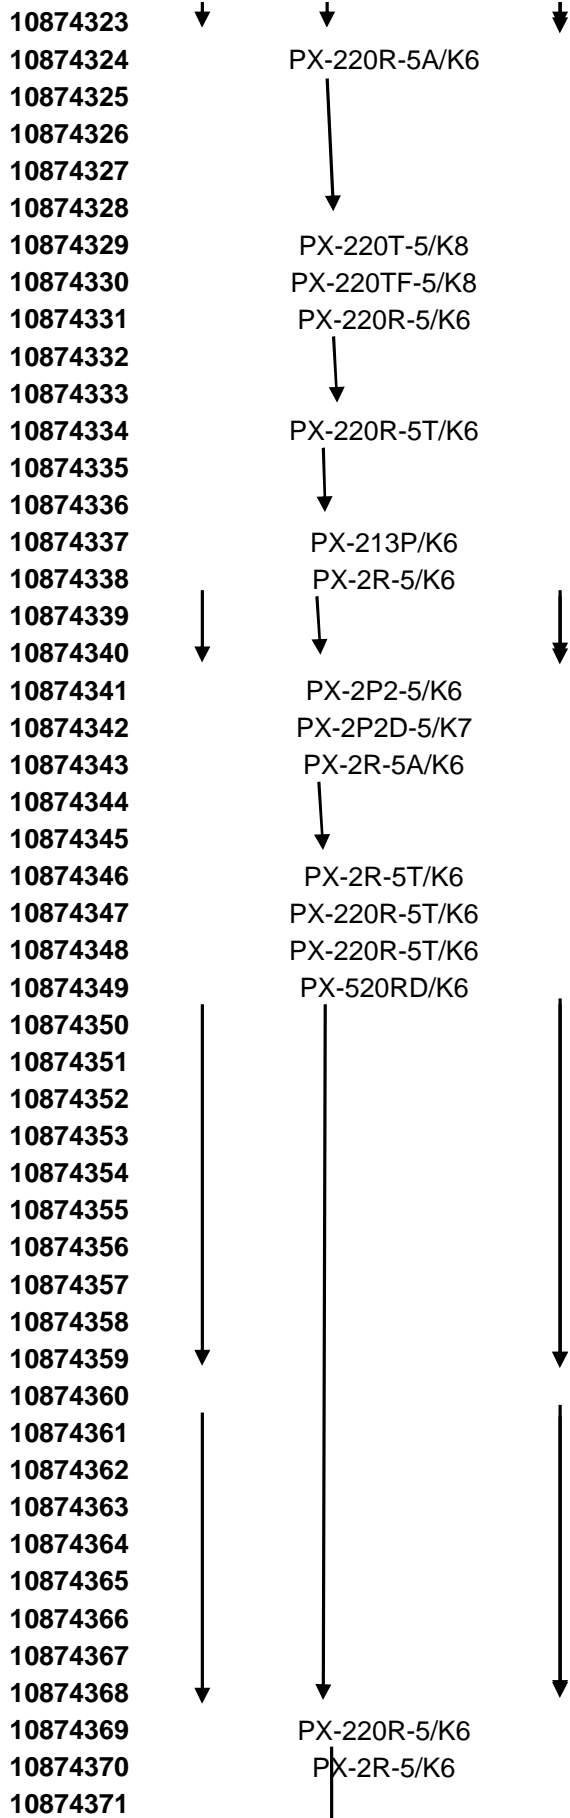 10874323
10874324 PX-220R-5A/K6
10874325
10874326
10874327
10874328
10874329 PX-220T-5/K8
10874330 PX-220TF-5/K8
10874331 PX-220R-5/K6
10874332
10874333
10874334 PX-220R-5T/K6
10874335
10874336
10874337 PX-213P/K6
10874338 PX-2R-5/K6
10874339
10874340
10874341 PX-2P2-5/K6
10874342 PX-2P2D-5/K7
10874343 PX-2R-5A/K6
10874344
10874345
10874346 PX-2R-5T/K6
10874347 PX-220R-5T/K6
10874348 PX-220R-5T/K6
10874349 PX-520RD/K6
10874350
10874351
10874352
10874353
10874354
10874355
10874356
10874357
10874358
10874359
10874360
10874361
10874362
10874363
10874364
10874365
10874366
10874367
10874368
10874369 PX-220R-5/K6
10874370 PX-2R-5/K6
10874371